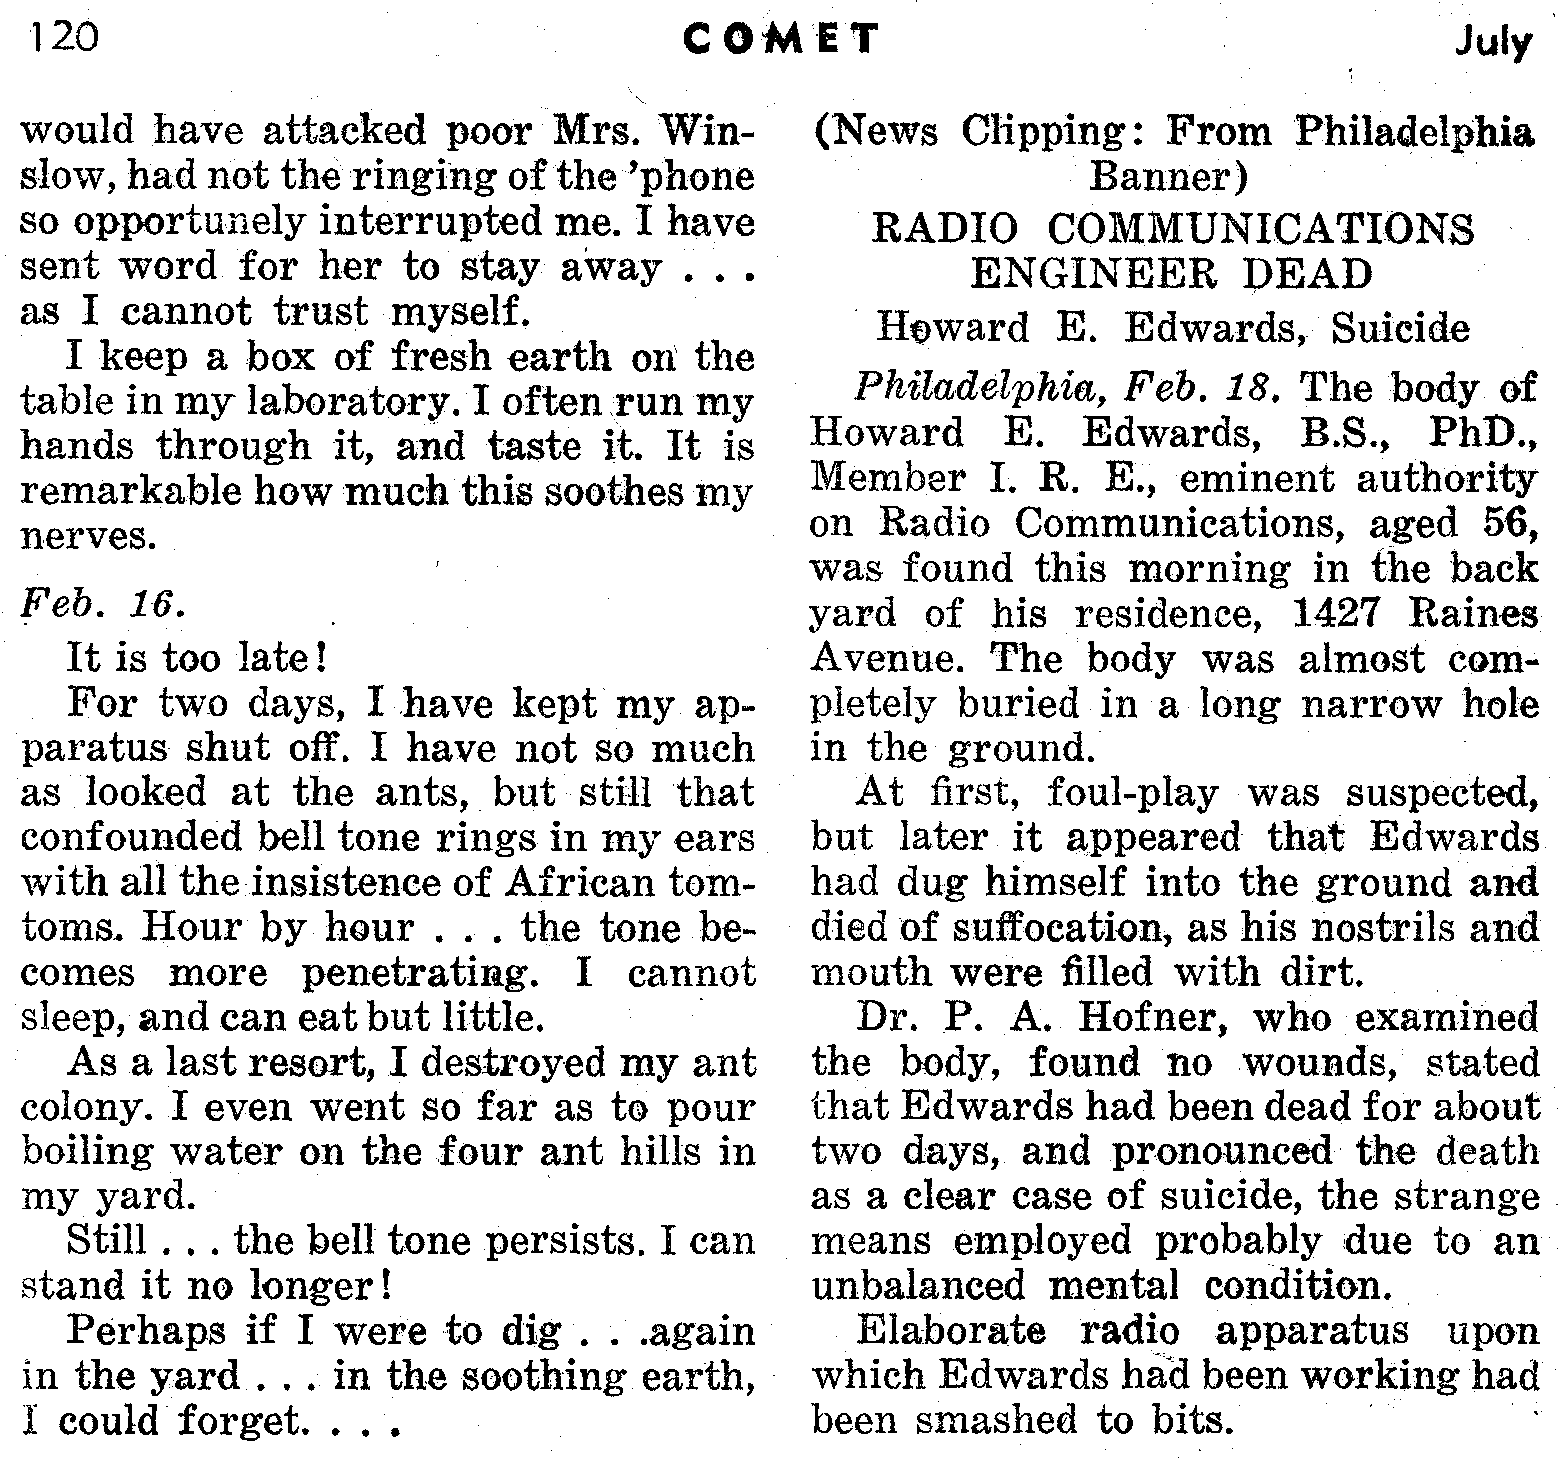 120
COMET
July
would have attacked poor Mrs. Win-
slow, had not the ringing of the 'phone
so opportunely interrupted me. I have
sent word for her to stay away . . .
as I cannot trust myself.
I keep a box of fresh earth on the
table in my laboratory. I often run my
hands through it, and taste it. It is
remarkable how much this soothes my
nerves.
Feb. 16.
It is too late!
For two days, I have kept my ap-
paratus shut off. I have not so much
as looked at the ants, but still that
confounded bell tone rings in my ears
with all the insistence of African tom-
toms. Hour by hour . . . the tone be-
comes more penetrating. I cannot
sleep, and can eat but little.
As a last resort, I destroyed my ant
colony. I even went so far as to pour
boiling water on the four ant hills in
my yard.
Still . . . the bell tone persists. I can
stand it no longer!
Perhaps if I were to dig . . .again
in the yard . . . in the soothing earth,
I could forget. . . .
(News Clipping: From Philadelphia
Banner)
RADIO COMMUNICATIONS
ENGINEER DEAD
Howard E. Edwards, Suicide
Philadelphia, Feb. 18. The body of
Howard E. Edwards, B.S., PhD.,
Member I. R. E., eminent authority
on Radio Communications, aged 56,
was found this morning in the back
yard of his residence, 1427 Raines
Avenue. The body was almost com-
pletely buried in a long narrow hole
in the ground.
At first, foul-play was suspected,
but later it appeared that Edwards
had dug himself into the ground and
died of suffocation, as his nostrils and
mouth were filled with dirt.
Dr. P. A. Hofner, who examined
the body, found no wounds, stated
that Edwards had been dead for about
two days, and pronounced the death
as a clear case of suicide, the strange
means employed probably due to an
unbalanced mental condition.
Elaborate radio apparatus upon
which Edwards had been working had
been smashed to bits.